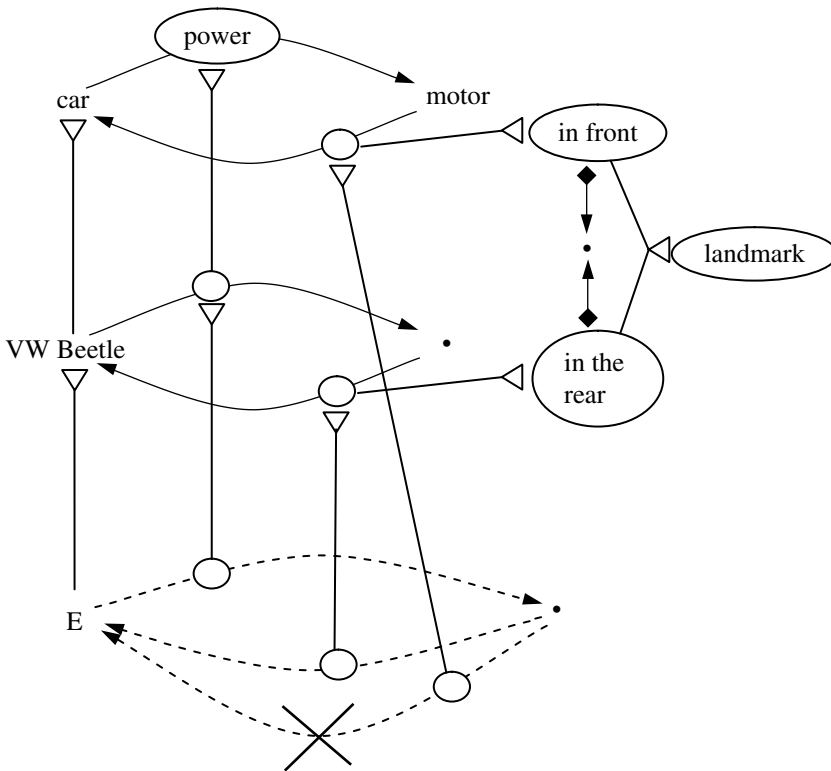 power
car
motor
in front
landmark
VW Beetle
in the
rear
E